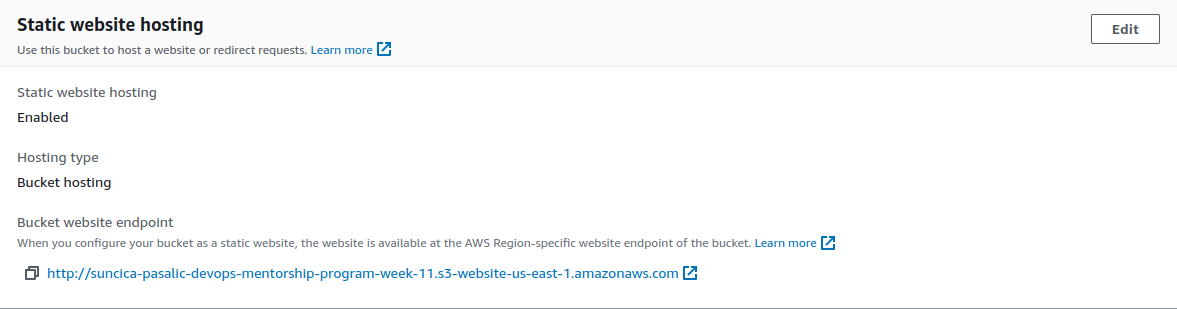 Static website hosting
Edit
Use this bucket to host a website or redirect requests. Learn more
Static website hosting
Enabled
Hosting type
Bucket hosting
Bucket website endpoint
When you configure your bucket as a static website, the website is available at the AWS Region-specific website endpoint of the bucket. Learn more
http://suncica-pasalic-devops-mentorship-program-week-11.s3-website-us-east-1.amazonaws.com